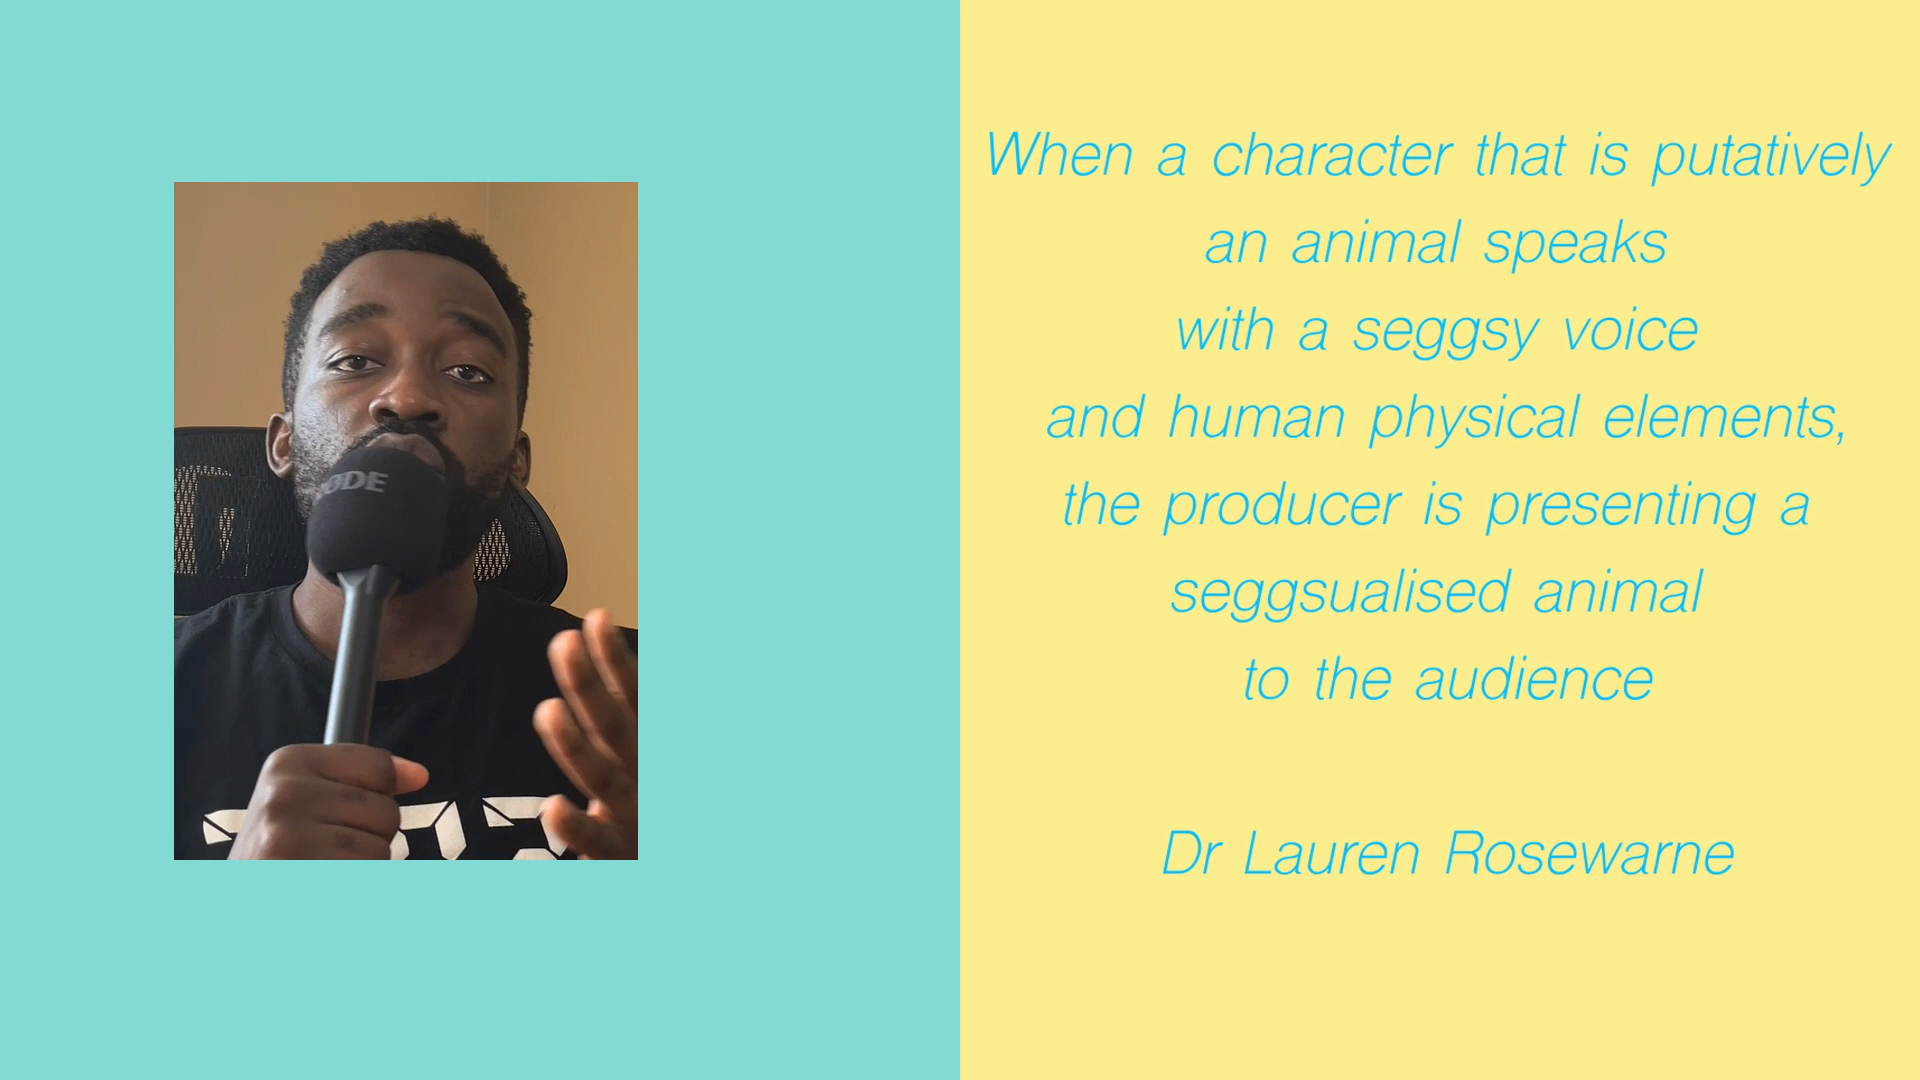 When a character that is putatively
an animal speaks
with a seggsy voice
and human physical elements,
the producer is presenting a
seggsualised animal
to the audience
Dr Lauren Rosewarne
ODE